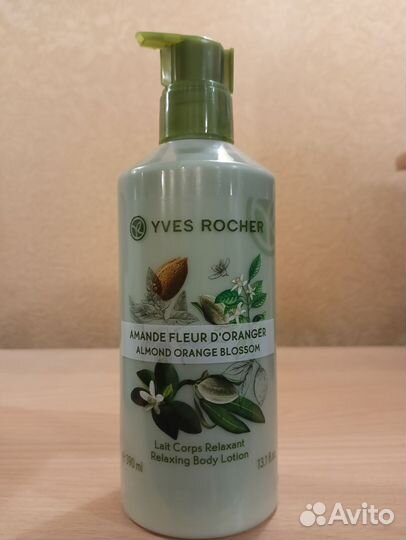 YVES ROCHER
AMANDE FLEUR D'ORANGER
ALMOND ORANGE BLOSSOM
Lait Corps Relaxant
Relaxing Body Lotion
390 ml
13.1 fl.
Avito